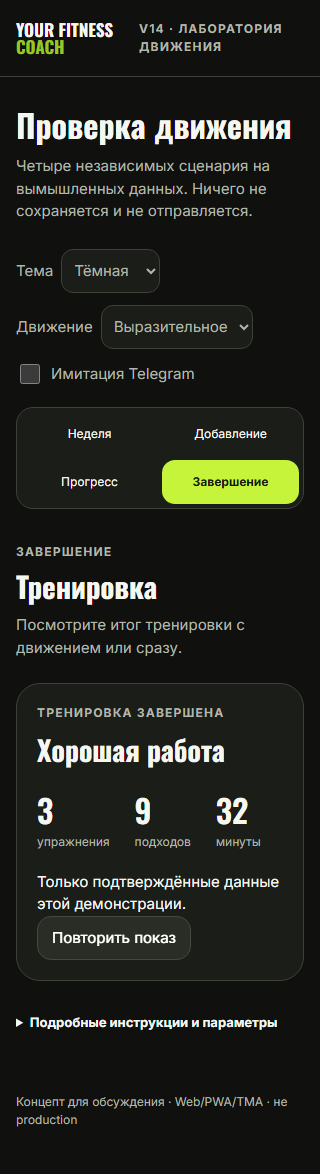 YOUR FITNESS
COACH
V14 · ЛАБОРАТОРИЯ
ДВИЖЕНИЯ
Проверка движения
Четыре независимых сценария на
вымышленных данных. Ничего не
сохраняется и не отправляется.
Тема Тёмная
Движение Выразительное
Имитация Telegram
Неделя Добавление
Прогресс Завершение
ЗАВЕРШЕНИЕ
Тренировка
Посмотрите итог тренировки с
движением или сразу.
ТРЕНИРОВКА ЗАВЕРШЕНА
Хорошая работа
3 9 32
упражнения подходов минуты
Только подтверждённые данные
этой демонстрации.
Повторить показ
Подробные инструкции и параметры
Концепт для обсуждения · Web/PWA/TMA · не
production